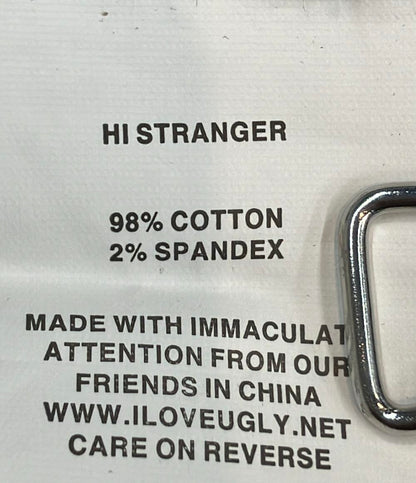 HI STRANGER
98% COTTON
2% SPANDEX
MADE WITH IMMACULAT
ATTENTION FROM OUR
FRIENDS IN CHINA
WWW.ILOVEUGLY.NET
CARE ON REVERSE